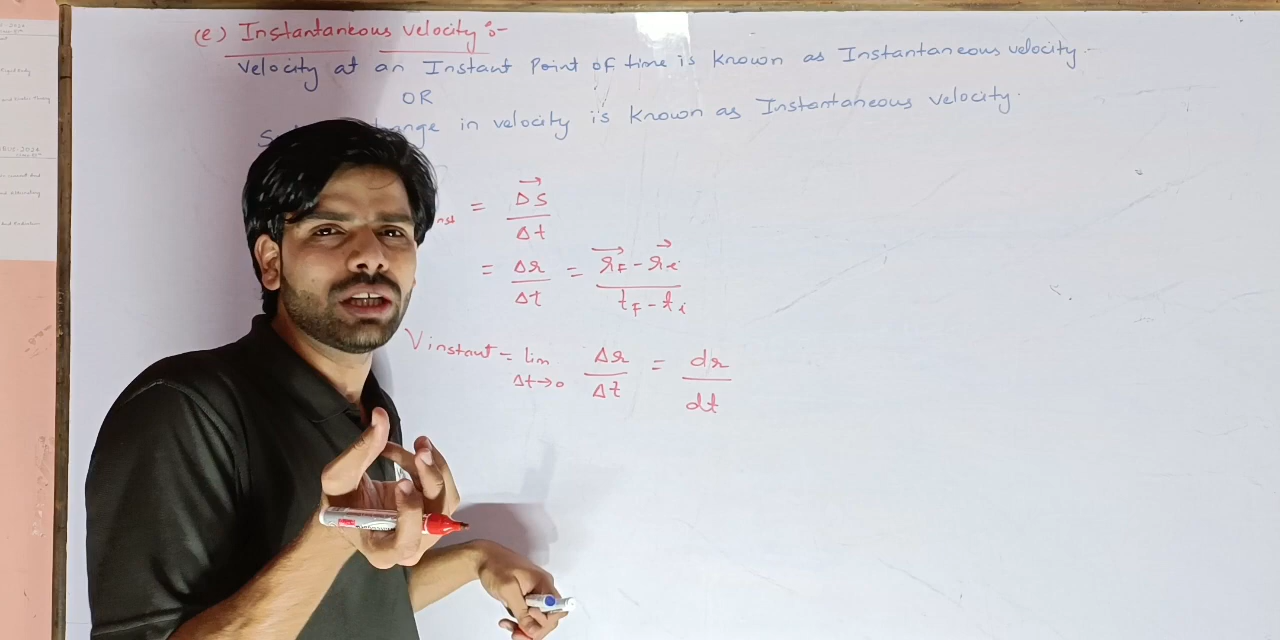 (e) Instantaneous velocity :-
Velocity at an Instant Point of time is known as Instantaneous velocity.
OR
change in velocity is known as Instantaneous velocity.
inst = Δs / Δt
= Δr / Δt = r_F - r_i / t_F - t_i
V instant = lim Δt→0 Δr / Δt = dr / dt